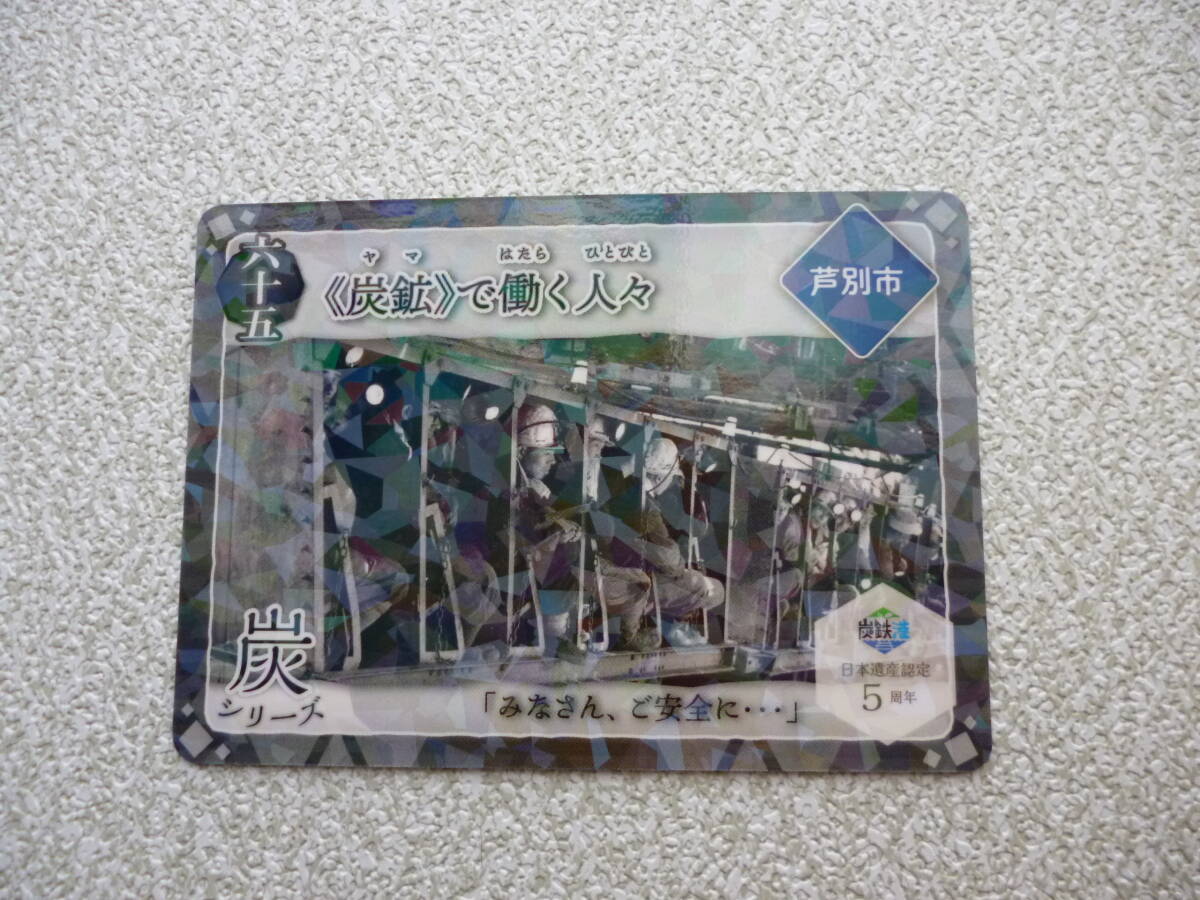 六十五
ヤマ はたら ひとびと
《炭鉱》で働く人々
芦別市
炭鉄港
日本遺産認定
5周年
炭
シリーズ
「みなさん、ご安全に・・・」